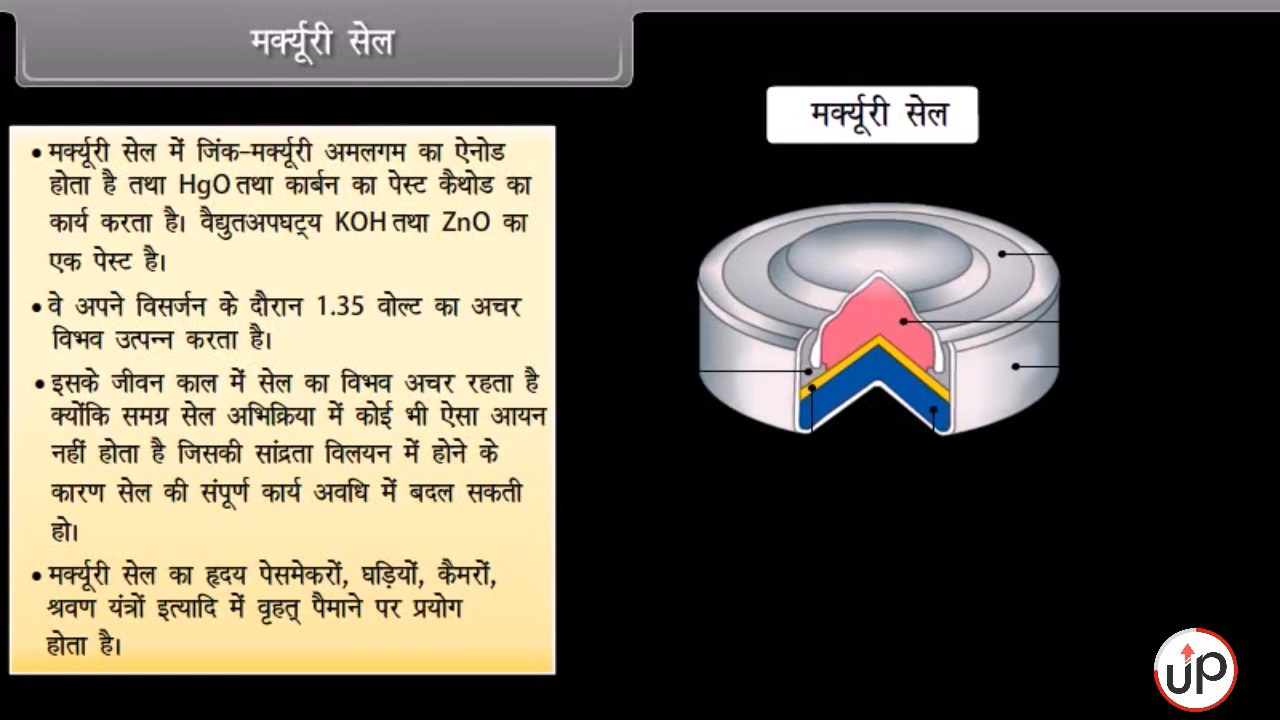 मर्क्यूरी सेल
मर्क्यूरी सेल
• मर्क्यूरी सेल में जिंक-मर्क्यूरी अमलगम का ऐनोड
होता है तथा HgO तथा कार्बन का पेस्ट कैथोड का
कार्य करता है। वैद्युतअपघट्य KOH तथा ZnO का
एक पेस्ट है।
• वे अपने विसर्जन के दौरान 1.35 वोल्ट का अचर
विभव उत्पन्न करता है।
• इसके जीवन काल में सेल का विभव अचर रहता है
क्योंकि समग्र सेल अभिक्रिया में कोई भी ऐसा आयन
नहीं होता है जिसकी सांद्रता विलयन में होने के
कारण सेल की संपूर्ण कार्य अवधि में बदल सकती
हो।
• मर्क्यूरी सेल का हृदय पेसमेकरों, घड़ियों, कैमरों,
श्रवण यंत्रों इत्यादि में वृहत् पैमाने पर प्रयोग
होता है।
UP